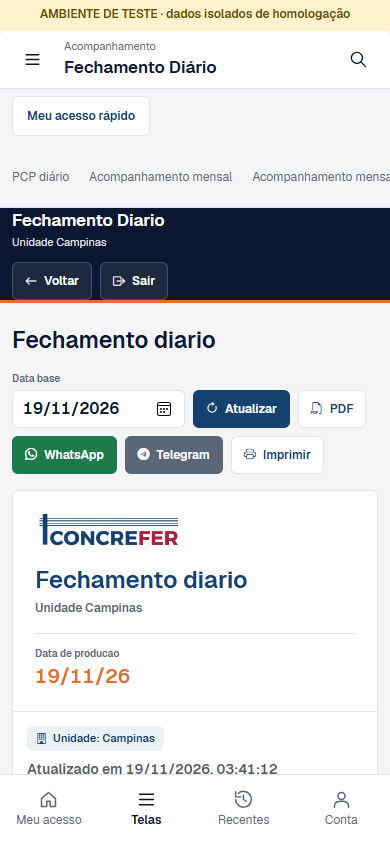 AMBIENTE DE TESTE · dados isolados de homologação
Acompanhamento
Fechamento Diário
Meu acesso rápido
PCP diário Acompanhamento mensal Acompanhamento mensa
Fechamento Diario
Unidade Campinas
Voltar Sair
Fechamento diario
Data base
19/11/2026 Atualizar PDF
WhatsApp Telegram Imprimir
CONCREFER
Fechamento diario
Unidade Campinas
Data de producao
19/11/26
Unidade: Campinas
Atualizado em 19/11/2026, 03:41:12
Meu acesso Telas Recentes Conta